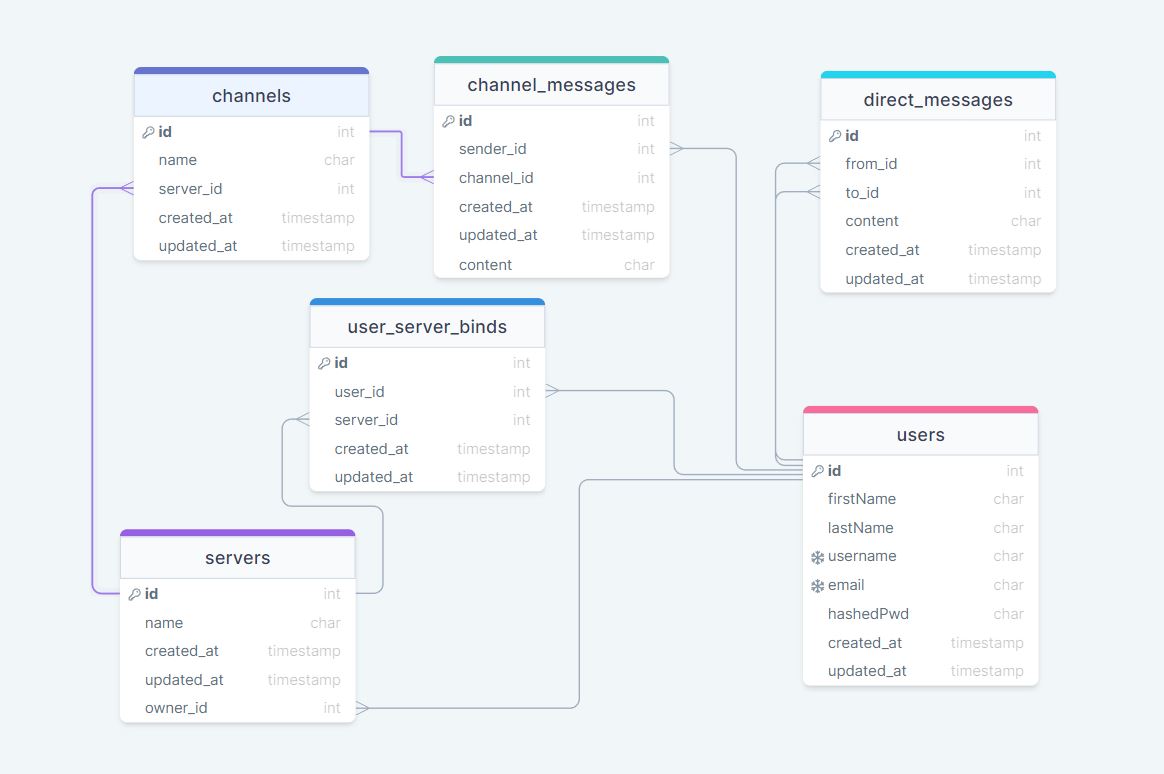 channels
id int
name char
server_id int
created_at timestamp
updated_at timestamp
channel_messages
id int
sender_id int
channel_id int
created_at timestamp
updated_at timestamp
content char
direct_messages
id int
from_id int
to_id int
content char
created_at timestamp
updated_at timestamp
user_server_binds
id int
user_id int
server_id int
created_at timestamp
updated_at timestamp
users
id int
firstName char
lastName char
username char
email char
hashedPwd char
created_at timestamp
updated_at timestamp
servers
id int
name char
created_at timestamp
updated_at timestamp
owner_id int